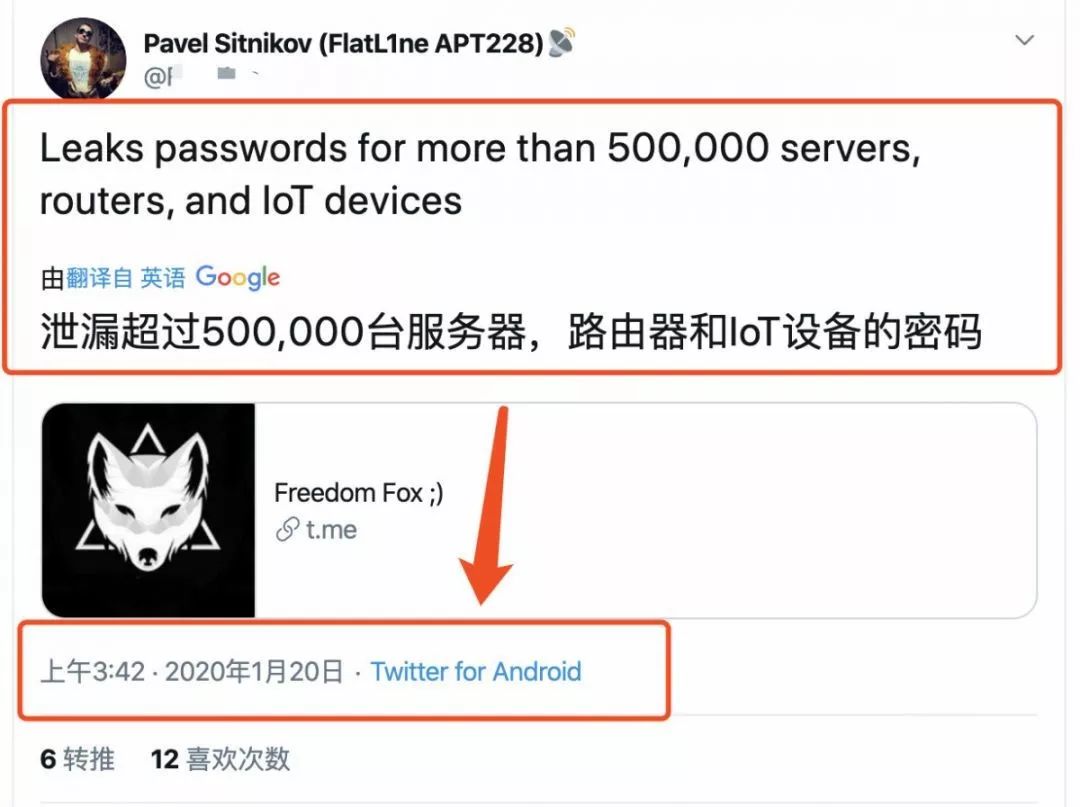 Pavel Sitnikov (FlatL1ne APT228)
Leaks passwords for more than 500,000 servers,
routers, and IoT devices
由翻译自 英语 Google
泄漏超过500,000台服务器，路由器和IoT设备的密码
Freedom Fox ;)
t.me
上午3:42 · 2020年1月20日 · Twitter for Android
6 转推 12 喜欢次数